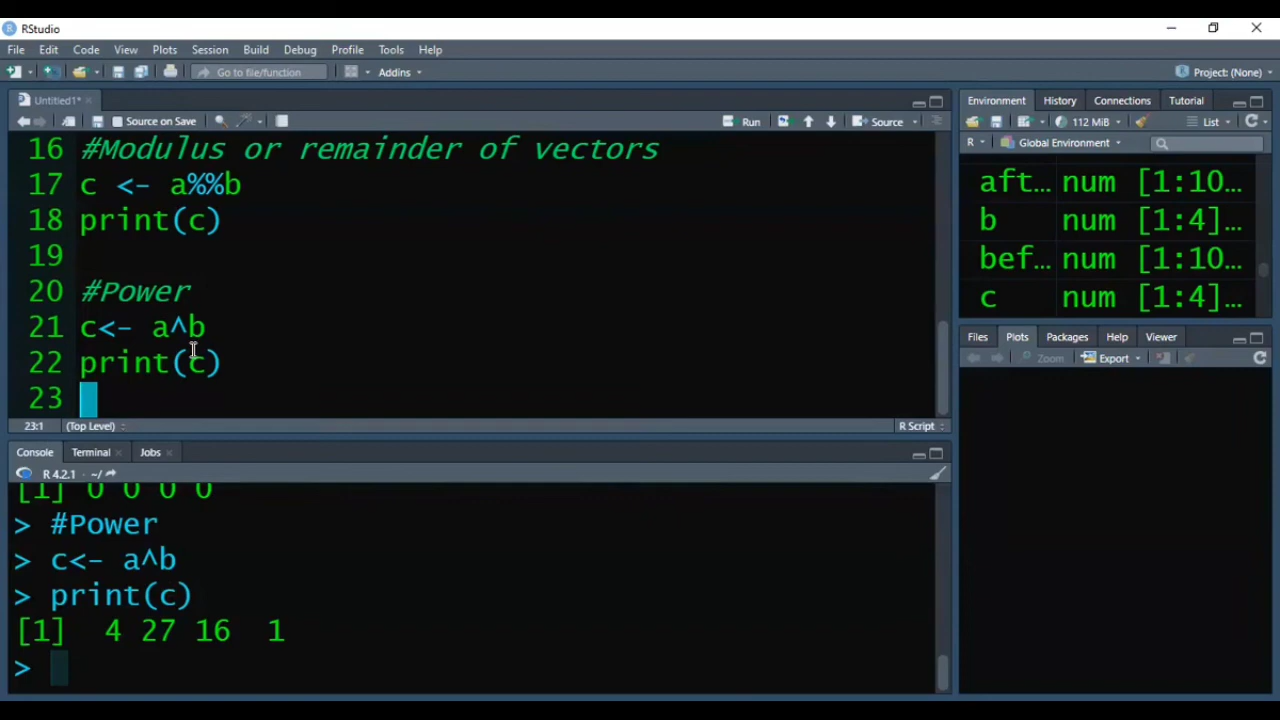 RStudio
File Edit Code View Plots Session Build Debug Profile Tools Help
Go to file/function Addins Project: (None)
Untitled1*
Source on Save Run Source
16 #Modulus or remainder of vectors
17 c <- a%%b
18 print(c)
19
20 #Power
21 c<- a^b
22 print(c)
23
23:1 (Top Level) R Script
Console Terminal Jobs
R 4.2.1 · ~/
[1] 0 0 0 0
> #Power
> c<- a^b
> print(c)
[1] 4 27 16 1
>
Environment History Connections Tutorial
112 MiB List
R Global Environment
aft... num [1:10...
b num [1:4]...
bef... num [1:10...
c num [1:4]...
Files Plots Packages Help Viewer
Zoom Export